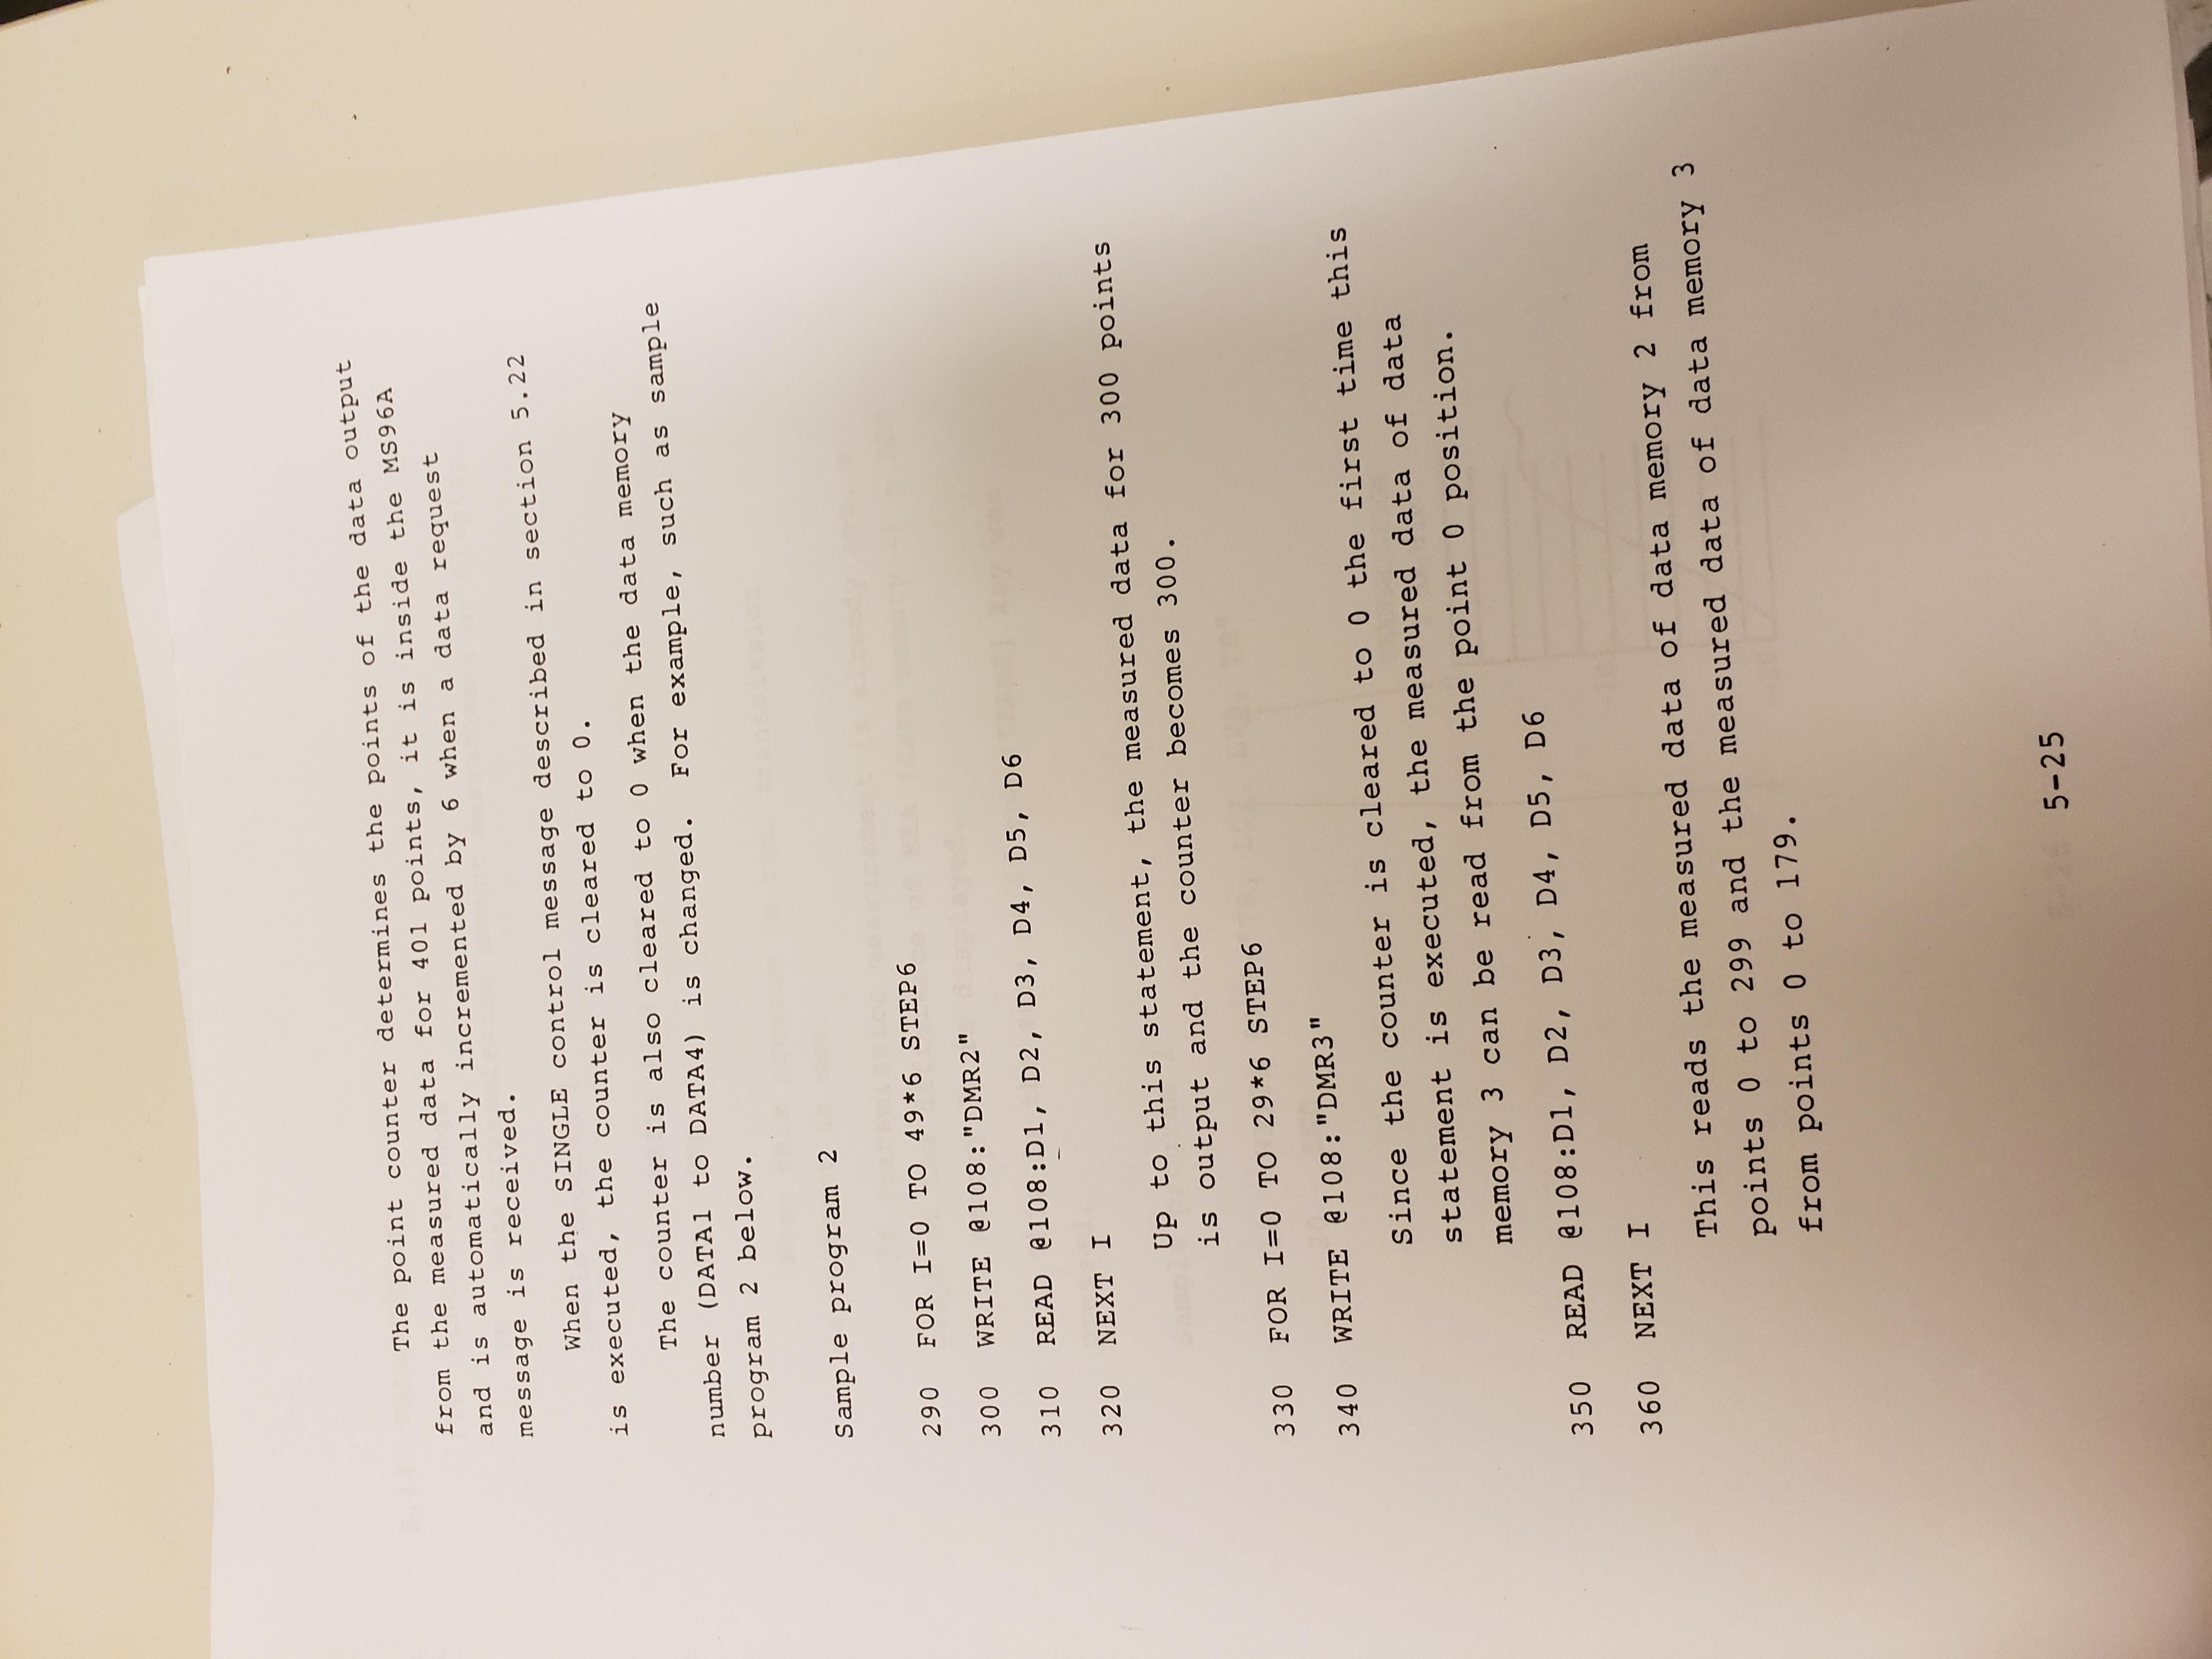 The point counter determines the points of the data output
from the measured data for 401 points, it is inside the MS96A
and is automatically incremented by 6 when a data request
message is received.
When the SINGLE control message described in section 5.22
is executed, the counter is cleared to 0.
The counter is also cleared to 0 when the data memory
number (DATA1 to DATA4) is changed. For example, such as sample
program 2 below.
Sample program 2
290 FOR I=0 TO 49*6 STEP6
300 WRITE @108:"DMR2"
310 READ @108:D1, D2, D3, D4, D5, D6
320 NEXT I
Up to this statement, the measured data for 300 points
is output and the counter becomes 300.
330 FOR I=0 TO 29*6 STEP6
340 WRITE @108:"DMR3"
Since the counter is cleared to 0 the first time this
statement is executed, the measured data of data
memory 3 can be read from the point 0 position.
350 READ @108:D1, D2, D3, D4, D5, D6
360 NEXT I
This reads the measured data of data memory 2 from
points 0 to 299 and the measured data of data memory 3
from points 0 to 179.
5-25